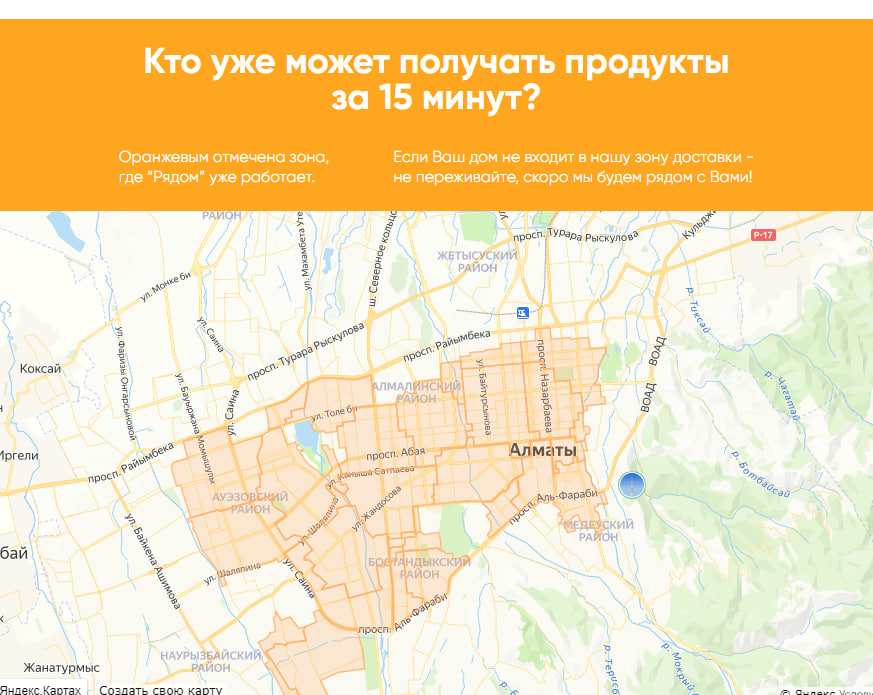 Кто уже может получать продукты
за 15 минут?
Оранжевым отмечена зона,
где “Рядом” уже работает.
Если Ваш дом не входит в нашу зону доставки -
не переживайте, скоро мы будем рядом с Вами!
РАЙОН
ул. Махамбета Уте
ш. Северное кольцо
просп. Турара Рыскулова
Кульдж
Р-17
ЖЕТЫСУСКИЙ
РАЙОН
ул. Монке би
р. Тиксай
ул. Фаризы Онгарсыновой
ул. Саина
просп. Турара Рыскулова
просп. Райымбека
ВОАД
ВОАД
Коксай
ул. Бауыржана Момышулы
ул. Саина
АЛМАЛИНСКИЙ
РАЙОН
ул. Байтурсынова
просп. Назарбаева
р. Чагатай
ул. Толе би
Иргели
просп. Райымбека
просп. Абая
Алматы
ул. Каныша Сатпаева
р. Ботбайсай
АУЭЗОВСКИЙ
РАЙОН
ул. Жандосова
просп. Аль-Фараби
ул. Шаляпина
МЕДЕУСКИЙ
РАЙОН
бай
ул. Байкена Ашимова
ул. Шаляпина
ул. Саина
БОСТАНДЫКСКИЙ
РАЙОН
просп. Аль-Фараби
НАУРЫЗБАЙСКИЙ
РАЙОН
Жанатурмыс
р. Терисб
р. Мокрый
Яндекс.Картах
Создать свою карту
© Яндекс Услови